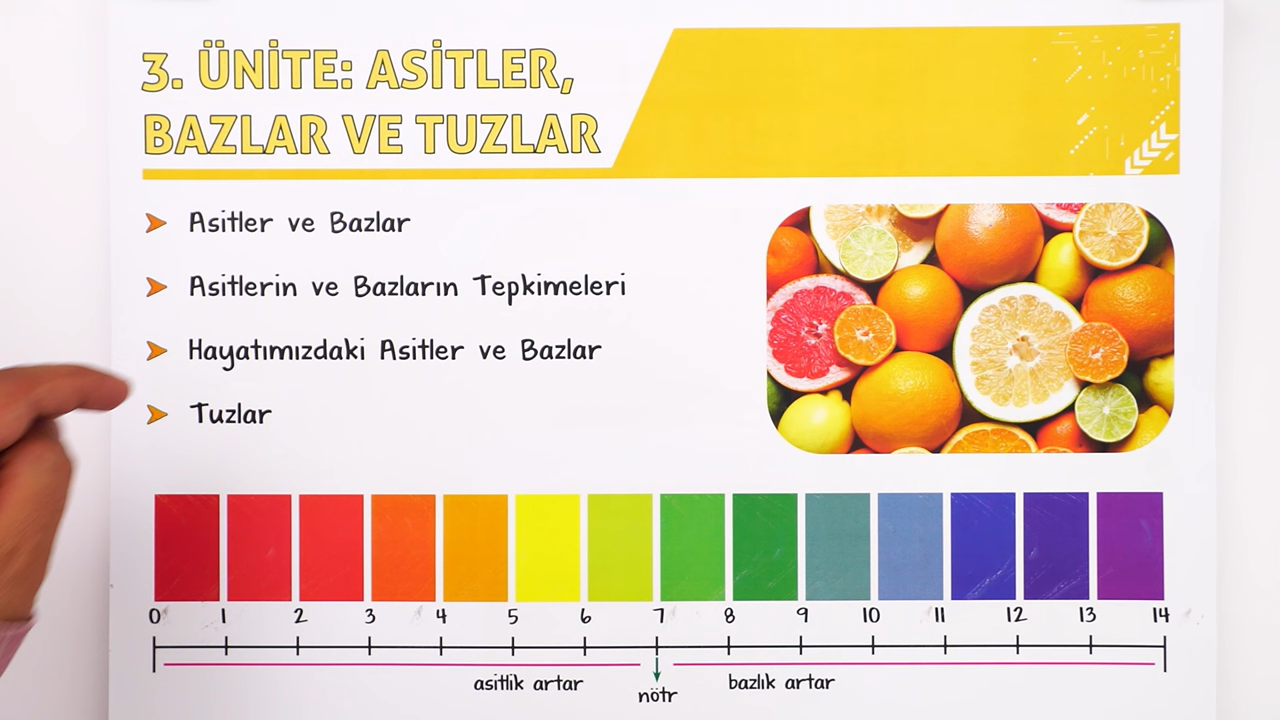 3. ÜNİTE: ASİTLER,
BAZLAR VE TUZLAR
Asitler ve Bazlar
Asitlerin ve Bazların Tepkimeleri
Hayatımızdaki Asitler ve Bazlar
Tuzlar
0 1 2 3 4 5 6 7 8 9 10 11 12 13 14
asitlik artar nötr bazlık artar